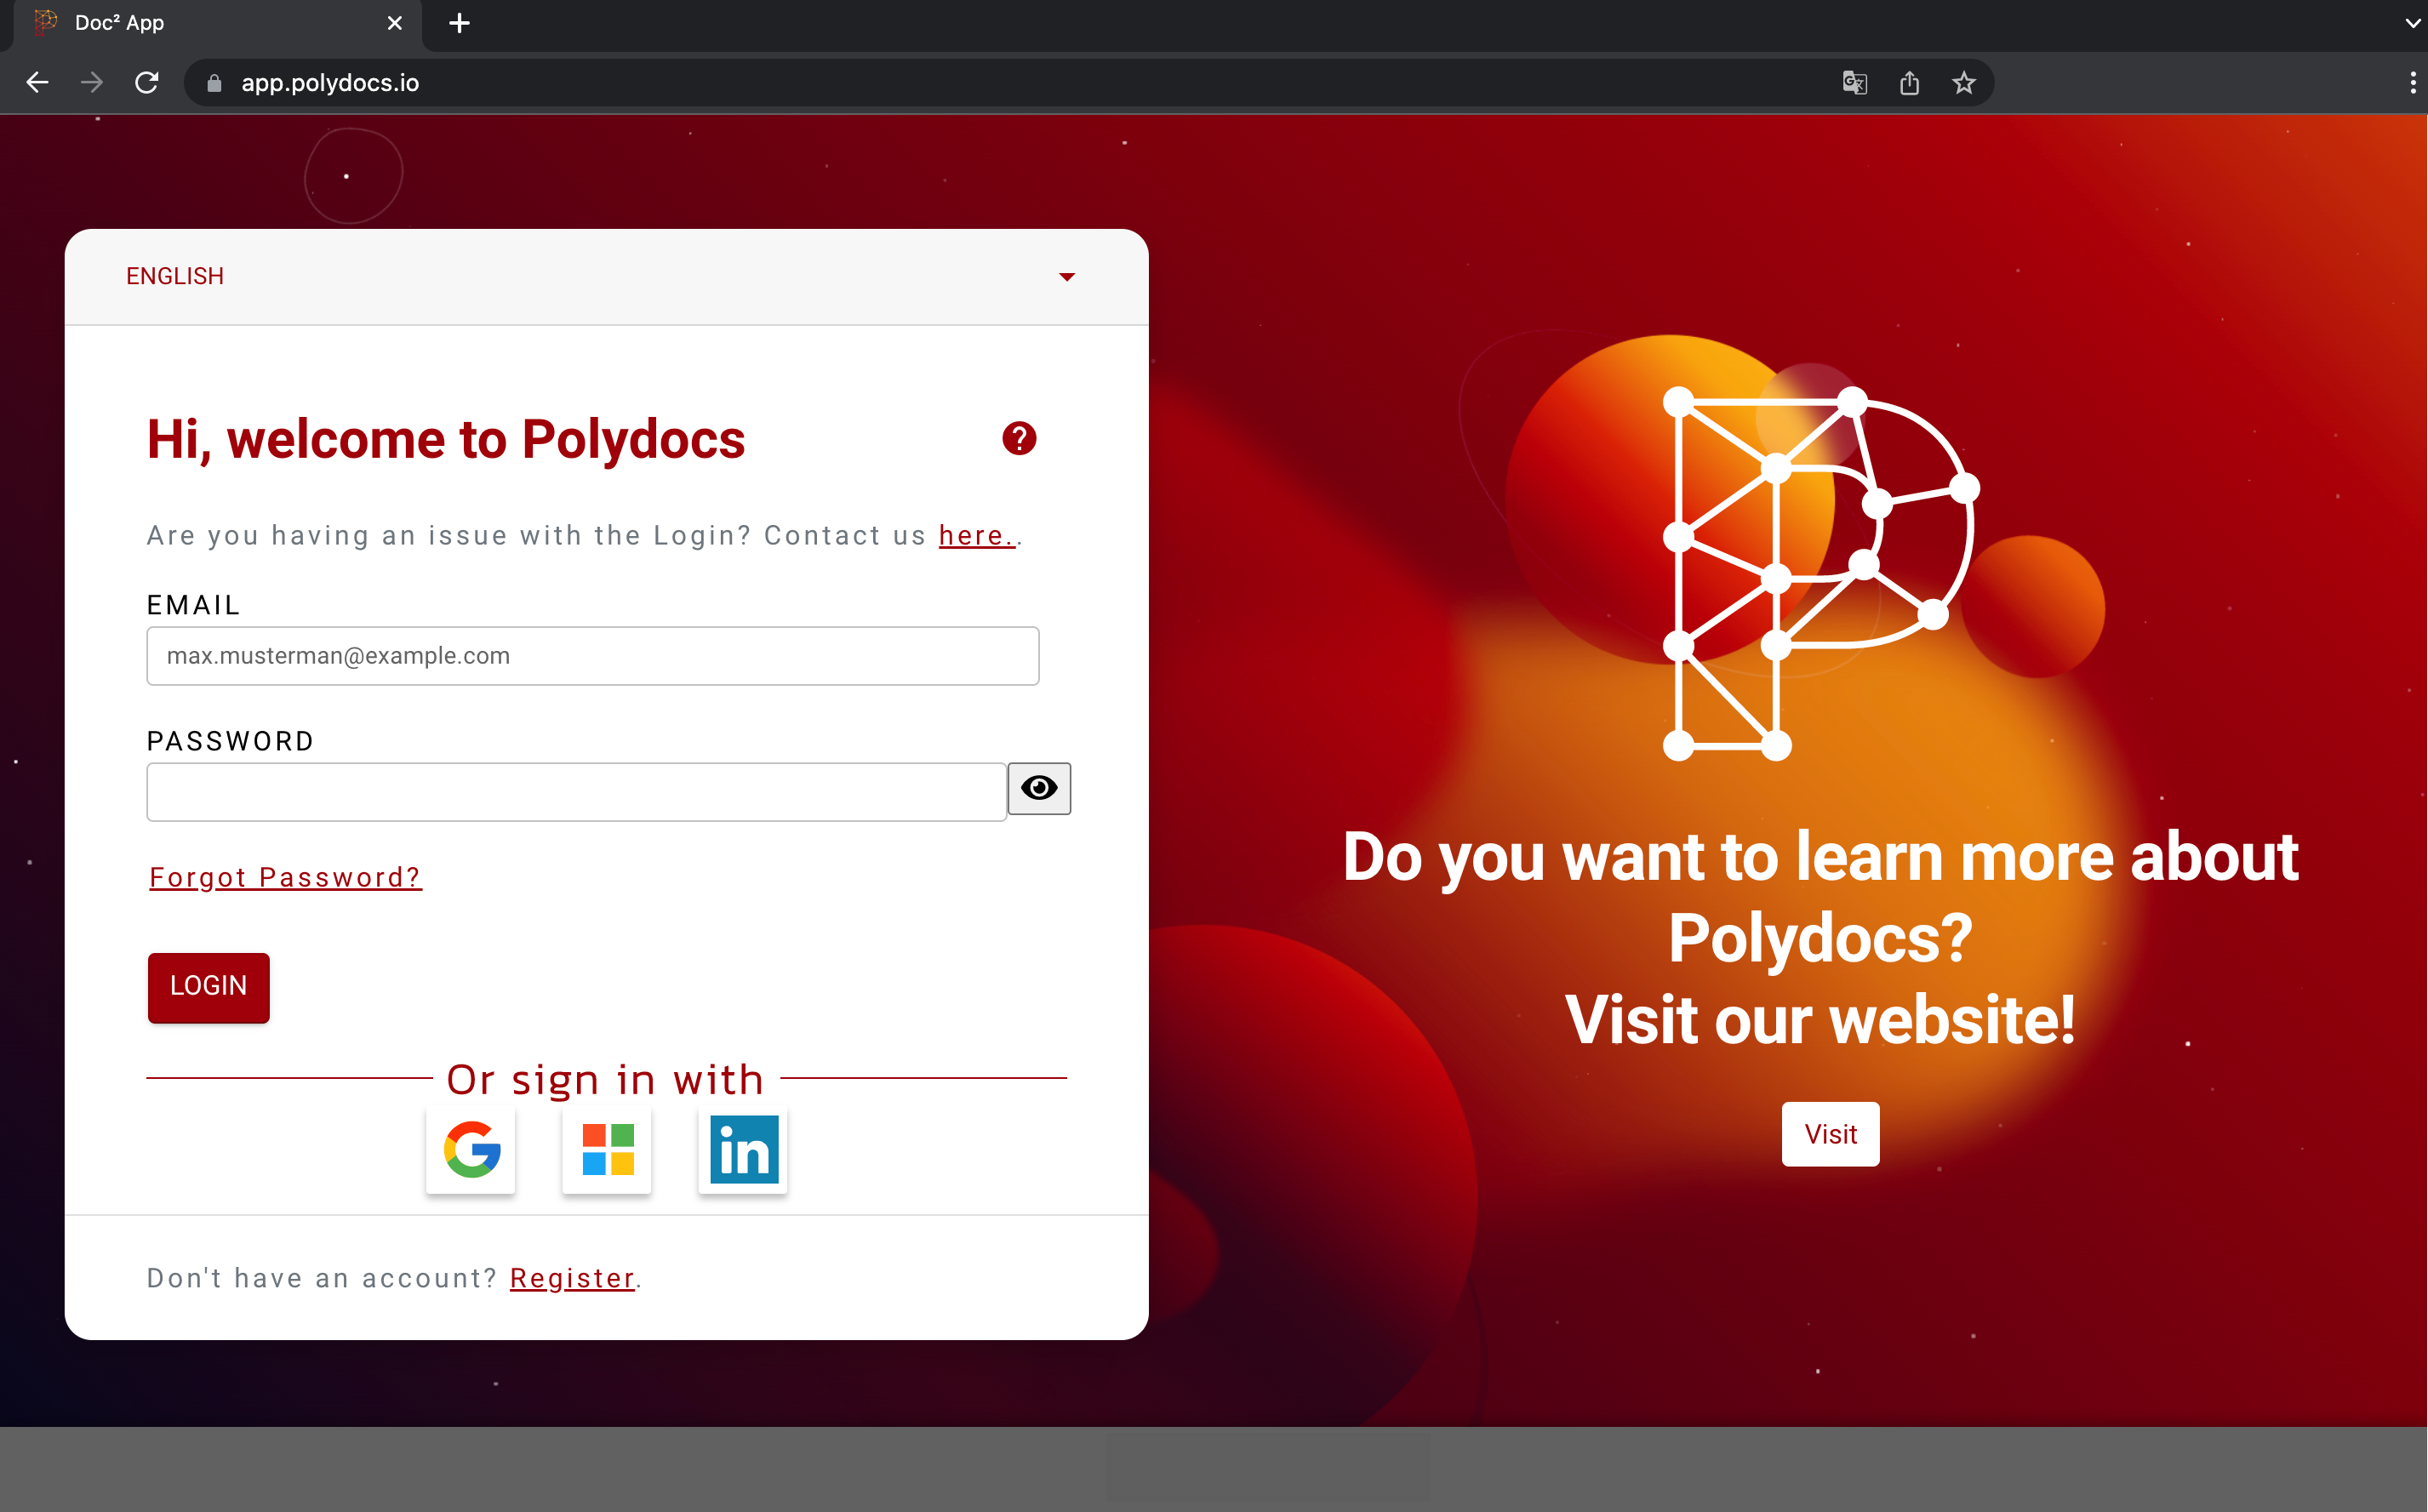 Doc² App
app.polydocs.io
ENGLISH
Hi, welcome to Polydocs
Are you having an issue with the Login? Contact us here..
EMAIL
max.musterman@example.com
PASSWORD
Forgot Password?
LOGIN
Or sign in with
Don't have an account? Register.
Do you want to learn more about
Polydocs?
Visit our website!
Visit